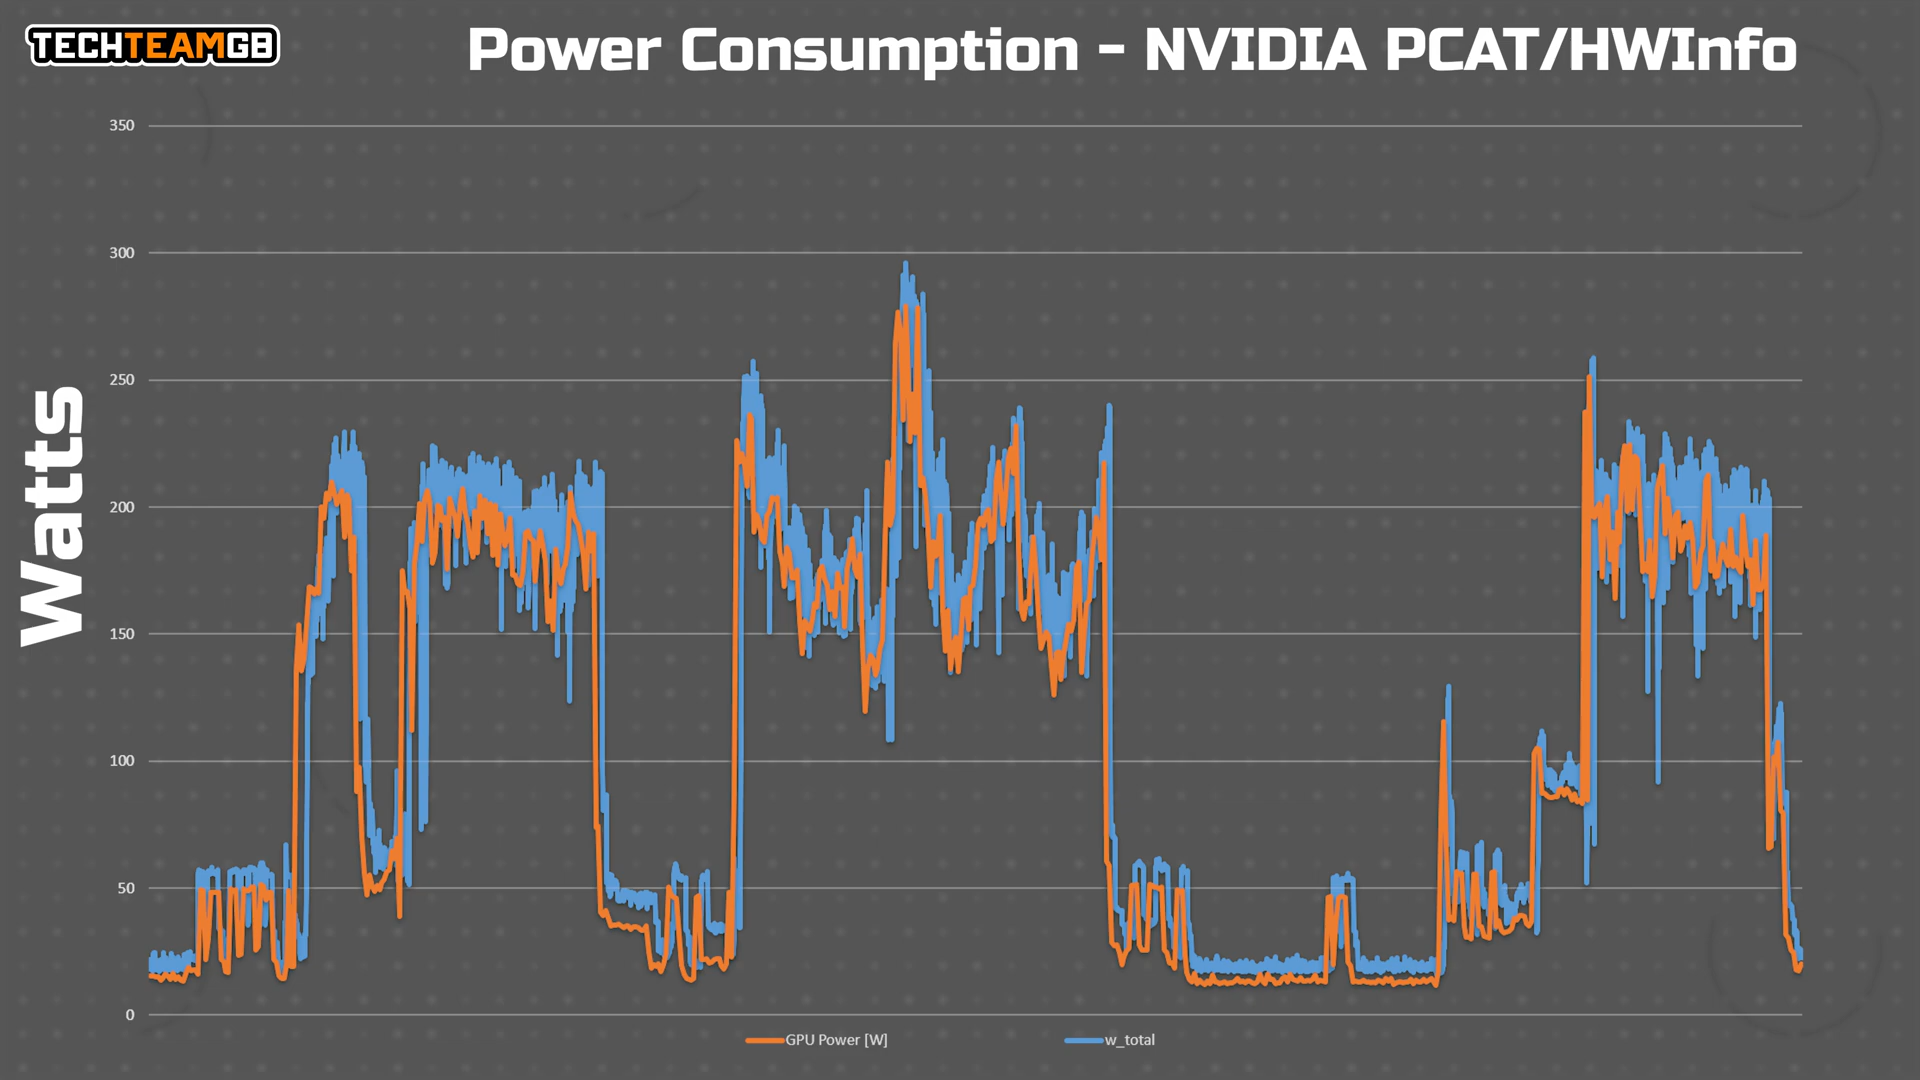 TECHTEAMGB
Power Consumption - NVIDIA PCAT/HWInfo
Watts
350
300
250
200
150
100
50
0
GPU Power [W]
w_total